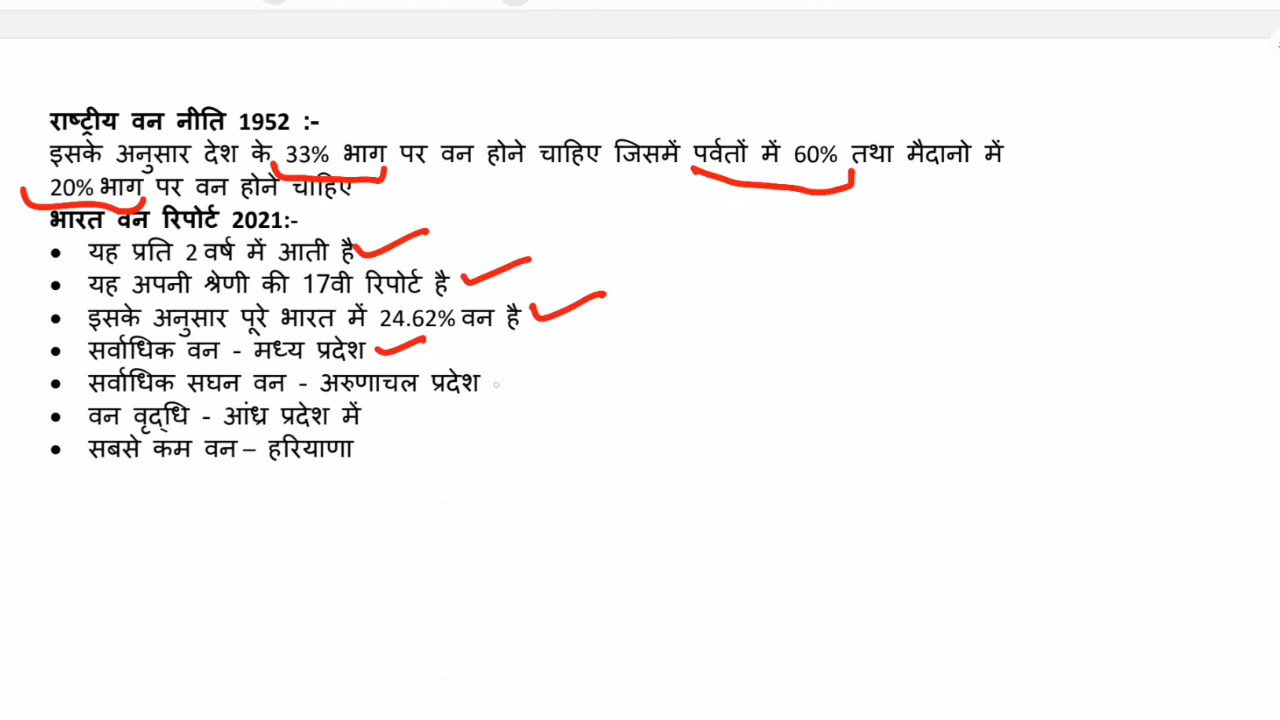 राष्ट्रीय वन नीति 1952 :-
इसके अनुसार देश के 33% भाग पर वन होने चाहिए जिसमें पर्वतों में 60% तथा मैदानो में
20% भाग पर वन होने चाहिए
भारत वन रिपोर्ट 2021:-
• यह प्रति 2 वर्ष में आती है
• यह अपनी श्रेणी की 17वी रिपोर्ट है
• इसके अनुसार पूरे भारत में 24.62% वन है
• सर्वाधिक वन - मध्य प्रदेश
• सर्वाधिक सघन वन - अरुणाचल प्रदेश
• वन वृद्धि - आंध्र प्रदेश में
• सबसे कम वन – हरियाणा